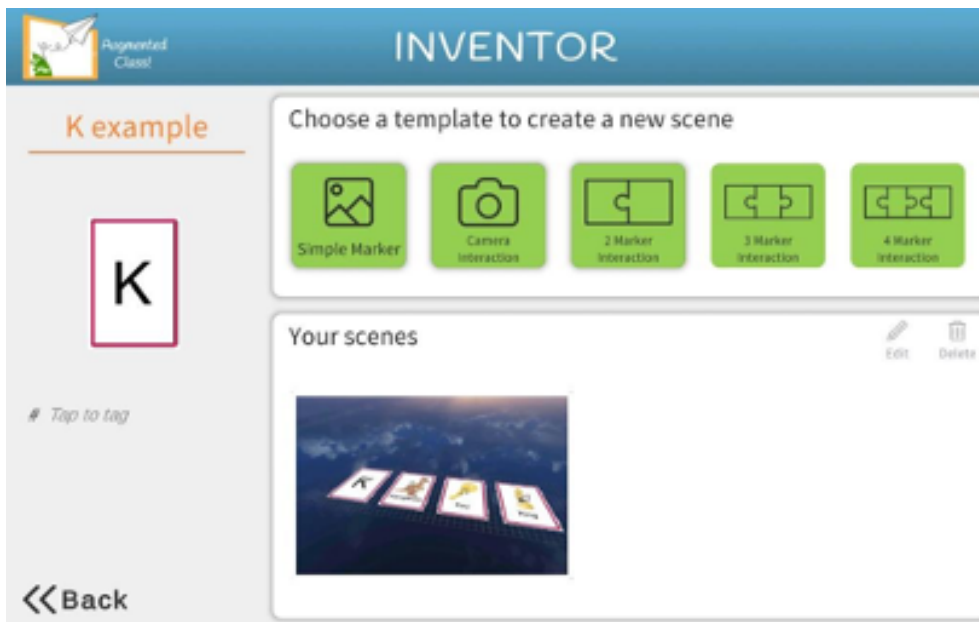 Augmented
Class!
INVENTOR
K example
K
# Tap to tag
<< Back
Choose a template to create a new scene
Simple Marker
Camera
Interaction
2 Marker
Interaction
3 Marker
Interaction
4 Marker
Interaction
Your scenes
Edit
Delete
K